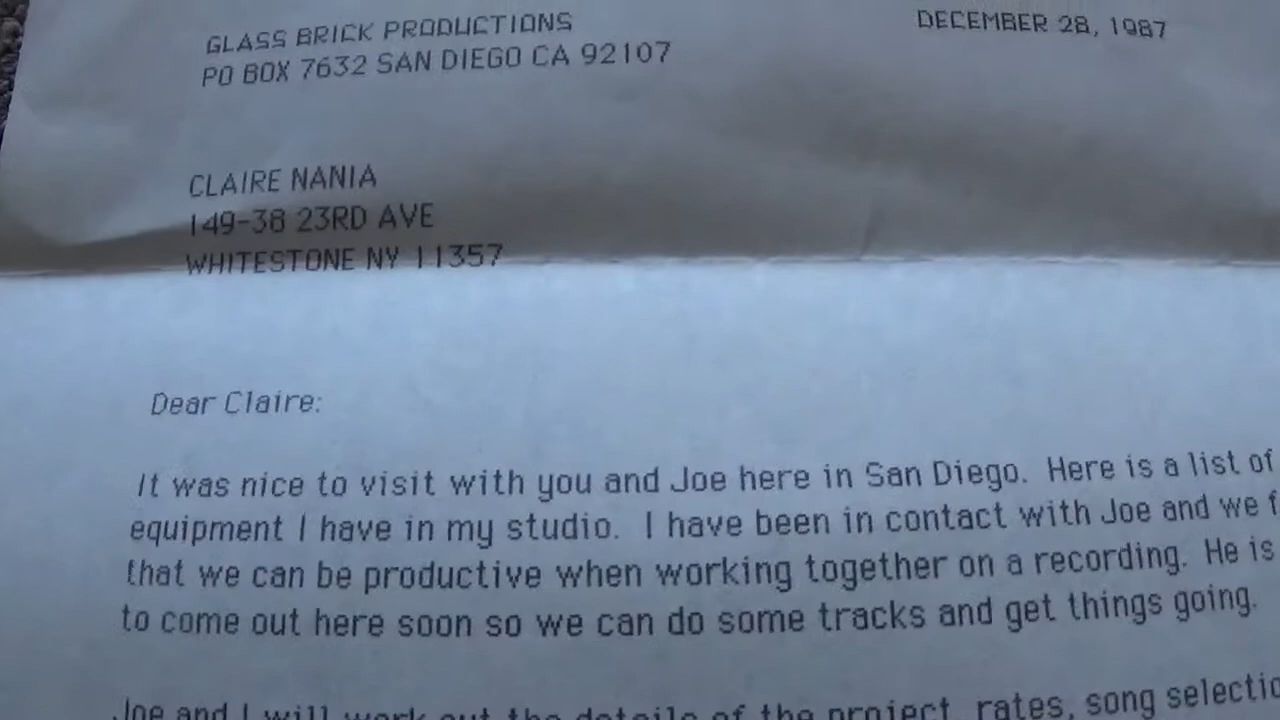 GLASS BRICK PRODUCTIONS
DECEMBER 28, 1987
PO BOX 7632 SAN DIEGO CA 92107
CLAIRE NANIA
149-38 23RD AVE
WHITESTONE NY 11357
Dear Claire:
It was nice to visit with you and Joe here in San Diego. Here is a list of
equipment I have in my studio. I have been in contact with Joe and we f
that we can be productive when working together on a recording. He is
to come out here soon so we can do some tracks and get things going.
Joe and I will work out the details of the project, rates, song selectio